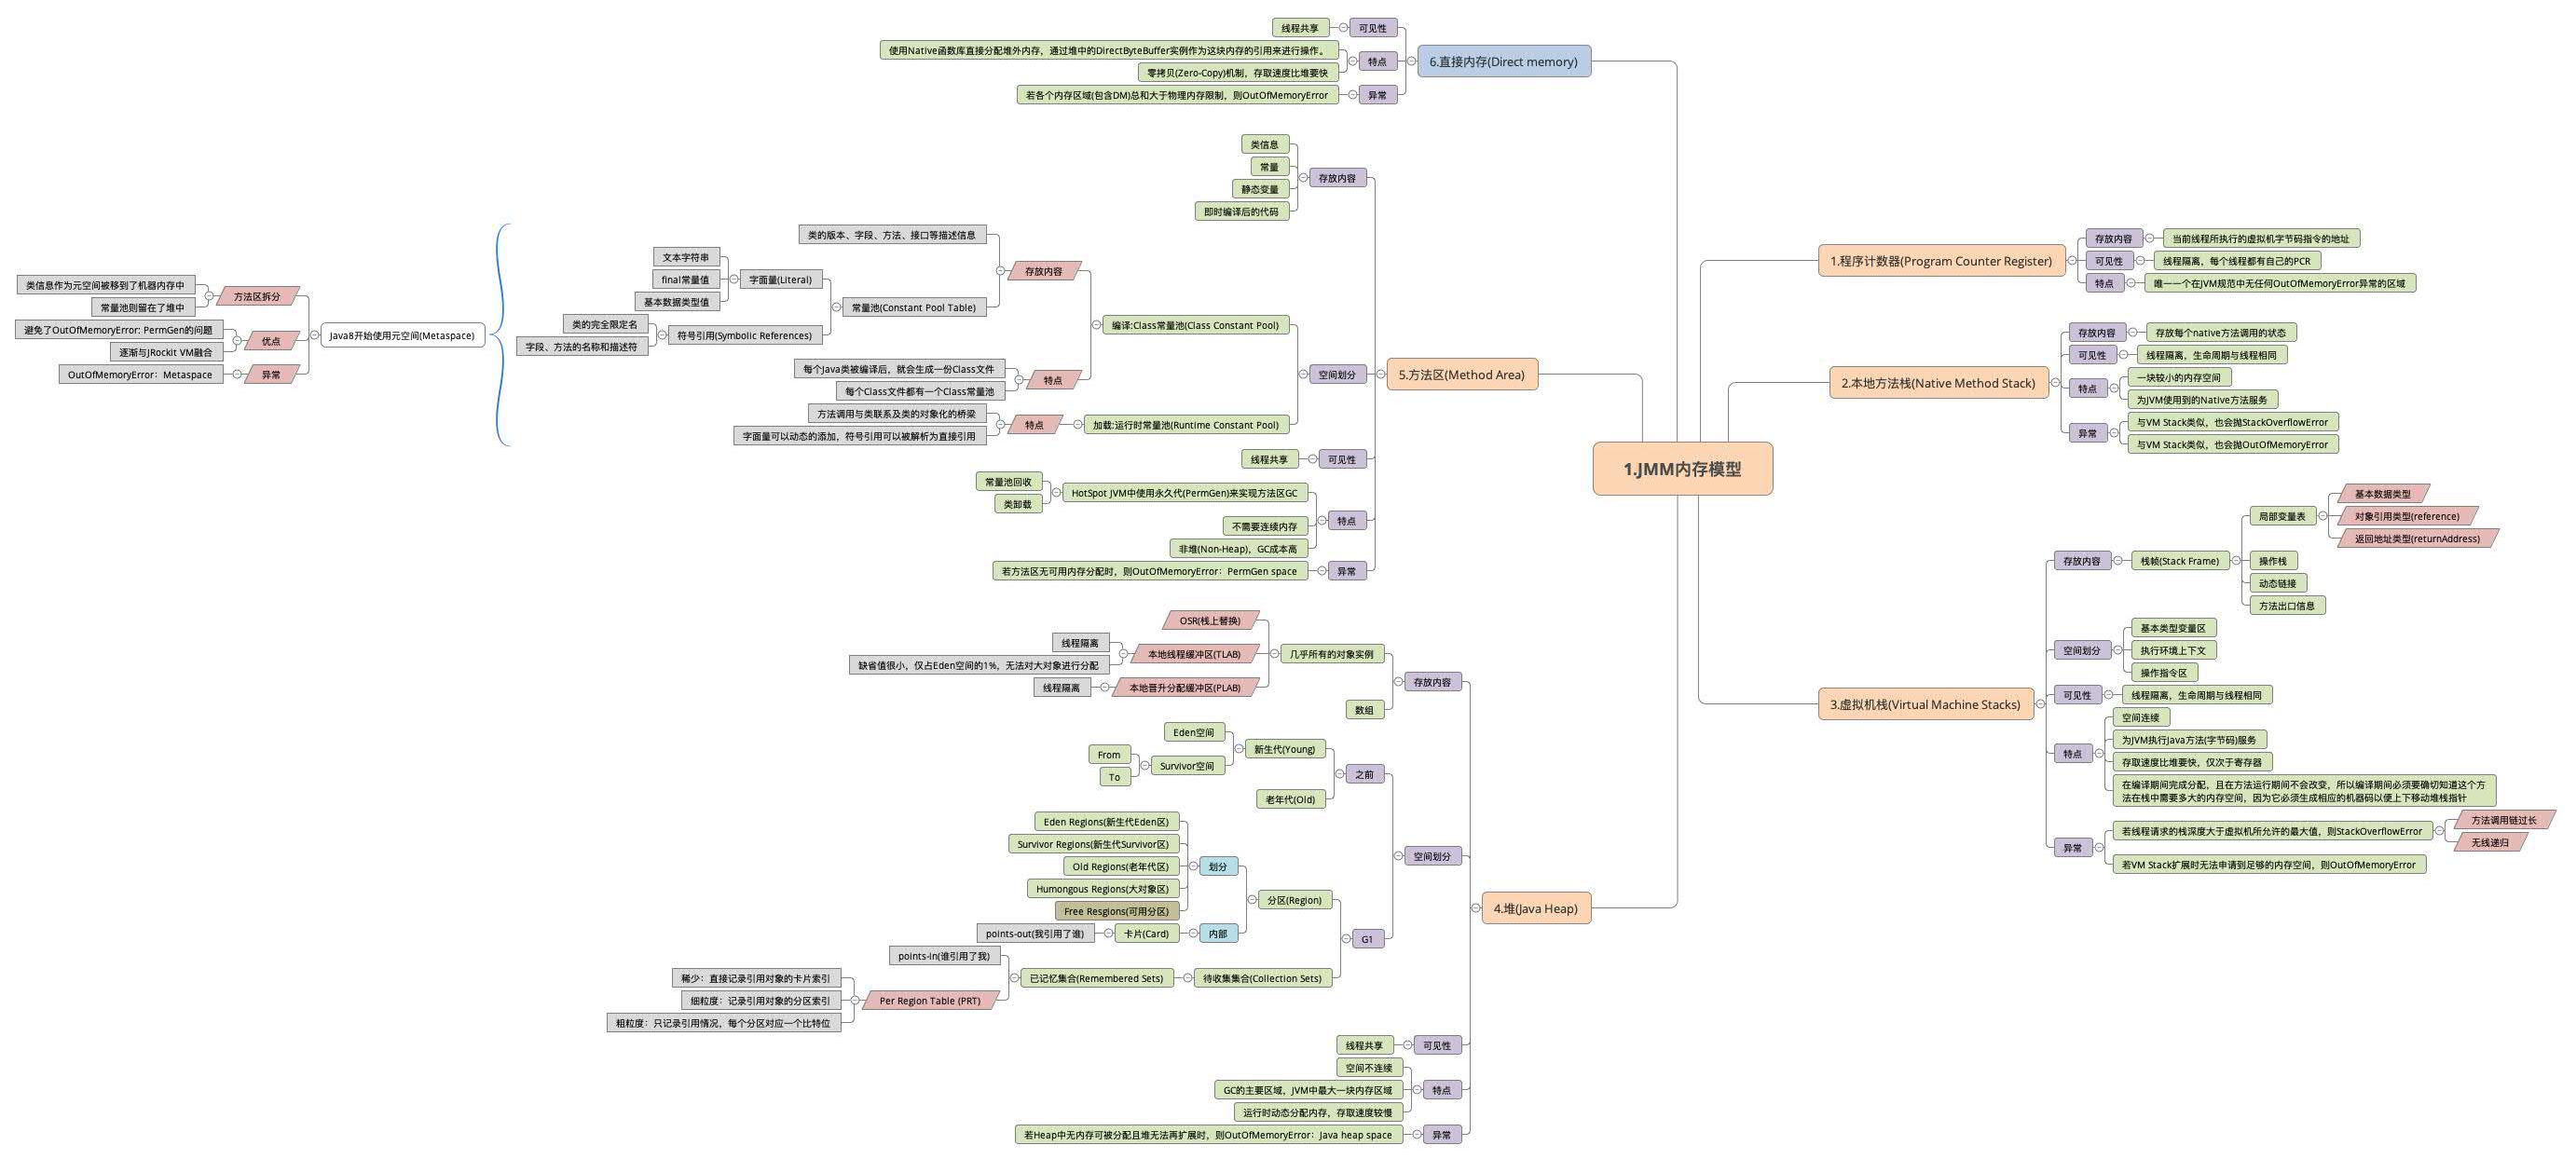 1.JMM内存模型
1.程序计数器(Program Counter Register)
存放内容
当前线程所执行的虚拟机字节码指令的地址
可见性
线程隔离，每个线程都有自己的PCR
特点
唯一一个在JVM规范中无任何OutOfMemoryError异常的区域
2.本地方法栈(Native Method Stack)
存放内容
存放每个native方法调用的状态
可见性
线程隔离，生命周期与线程相同
特点
一块较小的内存空间
为JVM使用到的Native方法服务
异常
与VM Stack类似，也会抛StackOverflowError
与VM Stack类似，也会抛OutOfMemoryError
3.虚拟机栈(Virtual Machine Stacks)
存放内容
栈帧(Stack Frame)
局部变量表
基本数据类型
对象引用类型(reference)
返回地址类型(returnAddress)
操作栈
动态链接
方法出口信息
空间划分
基本类型变量区
执行环境上下文
操作指令区
可见性
线程隔离，生命周期与线程相同
特点
空间连续
为JVM执行Java方法(字节码)服务
存取速度比堆要快，仅次于寄存器
在编译期间完成分配，且在方法运行期间不会改变，所以编译期间必须要确切知道这个方
法在栈中需要多大的内存空间，因为它必须生成相应的机器码以便上下移动堆栈指针
异常
若线程请求的栈深度大于虚拟机所允许的最大值，则StackOverflowError
方法调用链过长
无线递归
若VM Stack扩展时无法申请到足够的内存空间，则OutOfMemoryError
4.堆(Java Heap)
存放内容
几乎所有的对象实例
OSR(栈上替换)
本地线程缓冲区(TLAB)
线程隔离
缺省值很小，仅占Eden空间的1%，无法对大对象进行分配
本地晋升分配缓冲区(PLAB)
线程隔离
数组
空间划分
之前
新生代(Young)
Eden空间
Survivor空间
From
To
老年代(Old)
G1
分区(Region)
划分
Eden Regions(新生代Eden区)
Survivor Regions(新生代Survivor区)
Old Regions(老年代区)
Humongous Regions(大对象区)
Free Resgions(可用分区)
内部
卡片(Card)
points-out(我引用了谁)
待收集集合(Collection Sets)
已记忆集合(Remembered Sets)
points-in(谁引用了我)
Per Region Table (PRT)
稀少：直接记录引用对象的卡片索引
细粒度：记录引用对象的分区索引
粗粒度：只记录引用情况，每个分区对应一个比特位
可见性
线程共享
特点
空间不连续
GC的主要区域，JVM中最大一块内存区域
运行时动态分配内存，存取速度较慢
异常
若Heap中无内存可被分配且堆无法再扩展时，则OutOfMemoryError：Java heap space
5.方法区(Method Area)
存放内容
类信息
常量
静态变量
即时编译后的代码
空间划分
编译:Class常量池(Class Constant Pool)
存放内容
类的版本、字段、方法、接口等描述信息
常量池(Constant Pool Table)
字面量(Literal)
文本字符串
final常量值
基本数据类型值
符号引用(Symbolic References)
类的完全限定名
字段、方法的名称和描述符
特点
每个Java类被编译后，就会生成一份Class文件
每个Class文件都有一个Class常量池
加载:运行时常量池(Runtime Constant Pool)
特点
方法调用与类联系及类的对象化的桥梁
字面量可以动态的添加，符号引用可以被解析为直接引用
可见性
线程共享
特点
HotSpot JVM中使用永久代(PermGen)来实现方法区GC
常量池回收
类卸载
不需要连续内存
非堆(Non-Heap)，GC成本高
异常
若方法区无可用内存分配时，则OutOfMemoryError：PermGen space
Java8开始使用元空间(Metaspace)
方法区拆分
类信息作为元空间被移到了机器内存中
常量池则留在了堆中
优点
避免了OutOfMemoryError: PermGen的问题
逐渐与JRockit VM融合
异常
OutOfMemoryError：Metaspace
6.直接内存(Direct memory)
可见性
线程共享
特点
使用Native函数库直接分配堆外内存，通过堆中的DirectByteBuffer实例作为这块内存的引用来进行操作。
零拷贝(Zero-Copy)机制，存取速度比堆要快
异常
若各个内存区域(包含DM)总和大于物理内存限制，则OutOfMemoryError